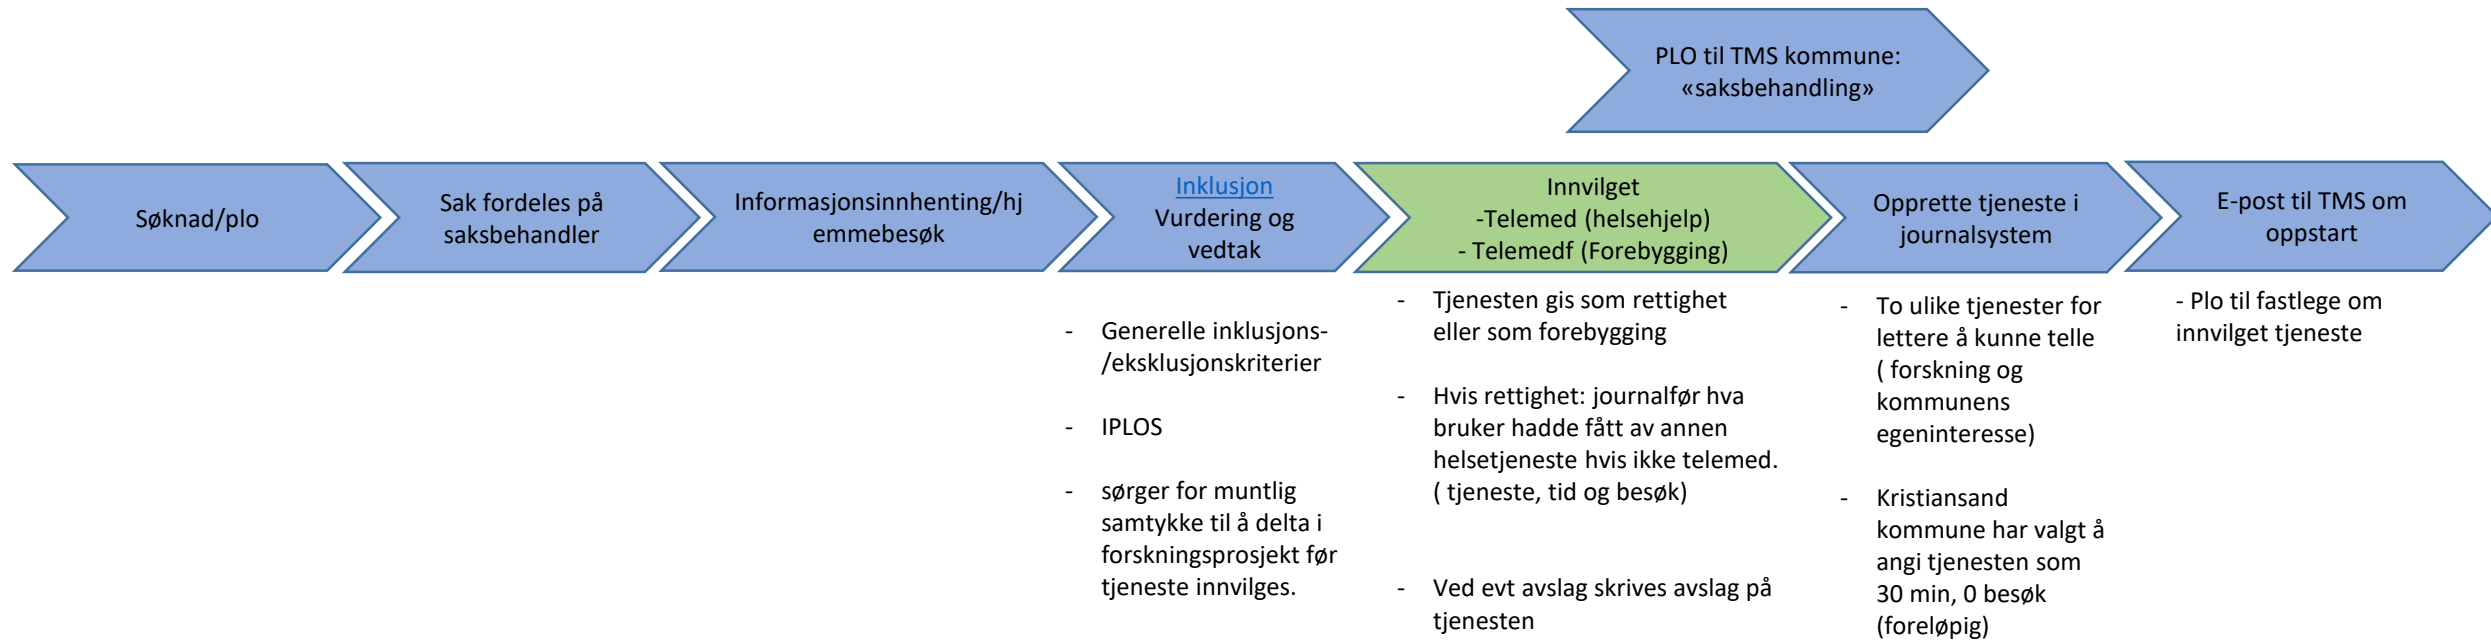 PLO til TMS kommune:
«saksbehandling»
Søknad/plo
Sak fordeles på
saksbehandler
Informasjonsinnhenting/hj
emmebesøk
Inklusjon
Vurdering og
vedtak
Innvilget
-Telemed (helsehjelp)
- Telemedf (Forebygging)
Opprette tjeneste i
journalsystem
E-post til TMS om
oppstart
- Generelle inklusjons-
/eksklusjonskriterier
- IPLOS
- sørger for muntlig
samtykke til å delta i
forskningsprosjekt før
tjeneste innvilges.
- Tjenesten gis som rettighet
eller som forebygging
- Hvis rettighet: journalfør hva
bruker hadde fått av annen
helsetjeneste hvis ikke telemed.
( tjeneste, tid og besøk)
- Ved evt avslag skrives avslag på
tjenesten
- To ulike tjenester for
lettere å kunne telle
( forskning og
kommunens
egeninteresse)
- Kristiansand
kommune har valgt å
angi tjenesten som
30 min, 0 besøk
(foreløpig)
- Plo til fastlege om
innvilget tjeneste